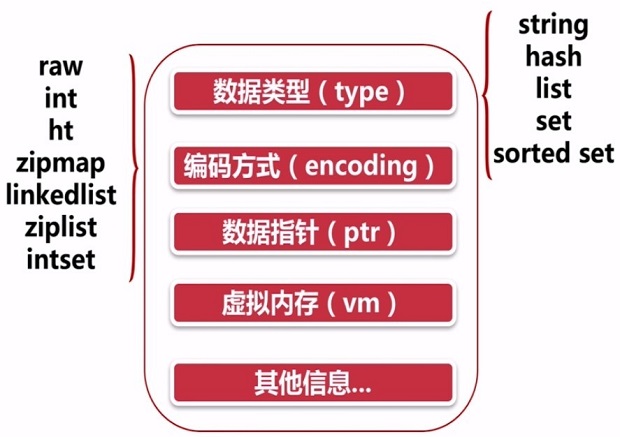 raw
int
ht
zipmap
linkedlist
ziplist
intset
数据类型（type）
编码方式（encoding）
数据指针（ptr）
虚拟内存（vm）
其他信息...
string
hash
list
set
sorted set